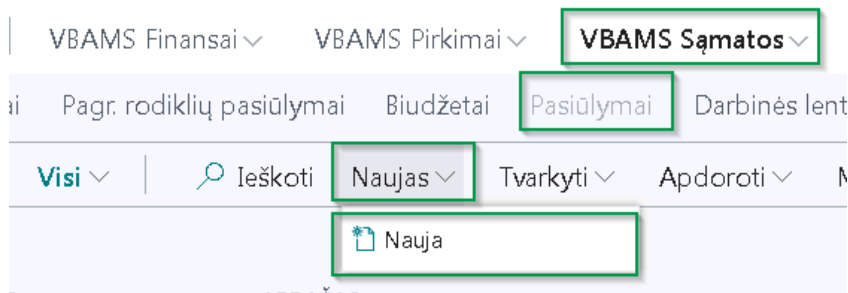 VBAMS Finansai VBAMS Pirkimai VBAMS Sąmatos
Pagr. rodiklių pasiūlymai Biudžetai Pasiūlymai Darbinės lent
Visi Ieškoti Naujas Tvarkyti Apdoroti
Nauja